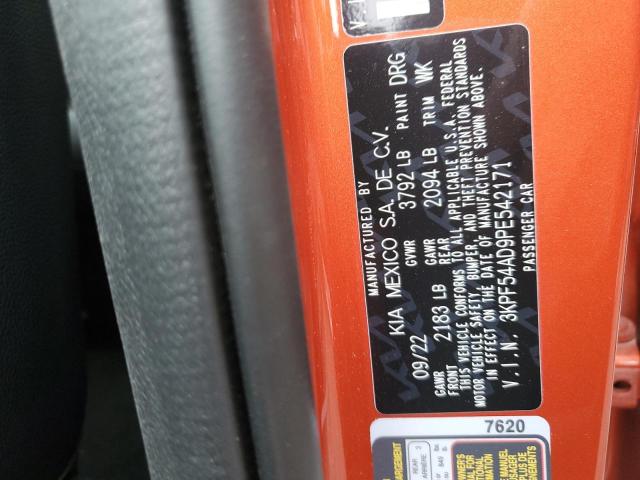 V.I
MANUFACTURED BY
KIA MEXICO S.A. DE C.V.
09/22 GVWR 3792 LB PAINT DRG
GAWR FRONT 2183 LB GAWR REAR 2094 LB TRIM WK
THIS VEHICLE CONFORMS TO ALL APPLICABLE U.S.A. FEDERAL
MOTOR VEHICLE SAFETY, BUMPER, AND THEFT PREVENTION STANDARDS
IN EFFECT ON THE DATE OF MANUFACTURE SHOWN ABOVE.
V.I.N. 3KPF54AD9PE542171
PASSENGER CAR
7620
REAR
ARRIERE